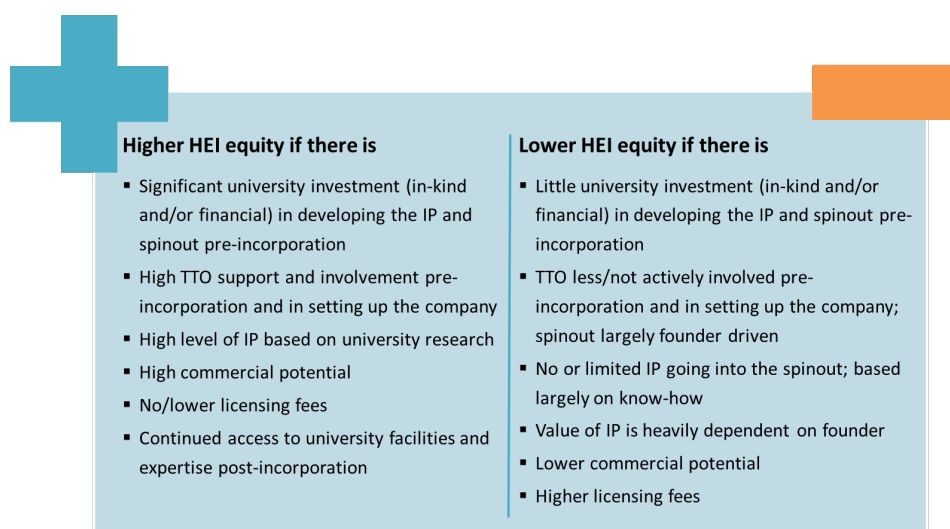 Higher HEI equity if there is
▪ Significant university investment (in-kind
and/or financial) in developing the IP and
spinout pre-incorporation
▪ High TTO support and involvement pre-
incorporation and in setting up the company
▪ High level of IP based on university research
▪ High commercial potential
▪ No/lower licensing fees
▪ Continued access to university facilities and
expertise post-incorporation
Lower HEI equity if there is
▪ Little university investment (in-kind and/or
financial) in developing the IP and spinout pre-
incorporation
▪ TTO less/not actively involved pre-
incorporation and in setting up the company;
spinout largely founder driven
▪ No or limited IP going into the spinout; based
largely on know-how
▪ Value of IP is heavily dependent on founder
▪ Lower commercial potential
▪ Higher licensing fees